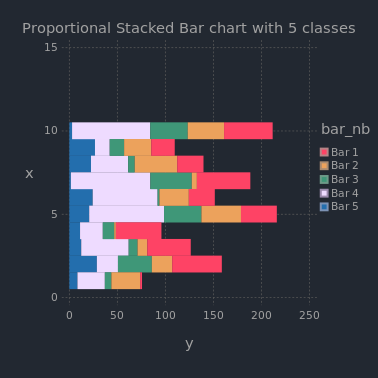 Proportional Stacked Bar chart with 5 classes
15
10
5
0
x
0 50 100 150 200 250
y
bar_nb
Bar 1
Bar 2
Bar 3
Bar 4
Bar 5